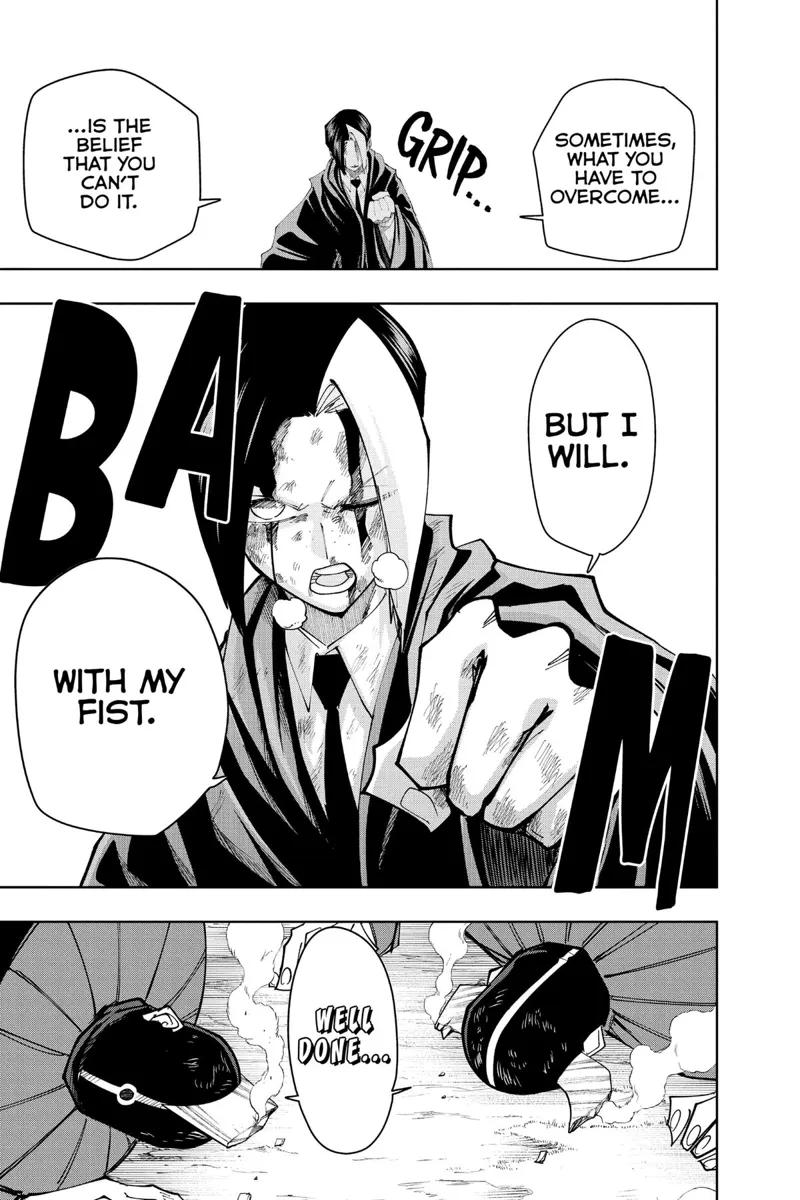 SOMETIMES,
WHAT YOU
HAVE TO
OVERCOME...
GRIP...
...IS THE
BELIEF
THAT YOU
CAN'T
DO IT.
BUT I
WILL.
BAM
WITH MY
FIST.
WELL
DONE...